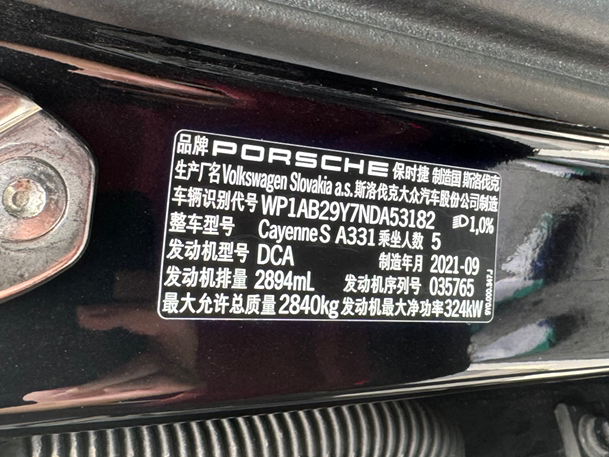 品牌 PORSCHE 保时捷 制造国 斯洛伐克
生产厂名 Volkswagen Slovakia a.s. 斯洛伐克大众汽车股份公司制造
车辆识别代号 WP1AB29Y7NDA53182 1,0%
整车型号 Cayenne S A331 乘坐人数 5
发动机型号 DCA 制造年月 2021-09
发动机排量 2894mL 发动机序列号 035765
最大允许总质量 2840kg 发动机最大净功率 324kW